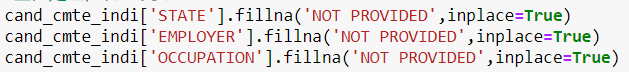 cand_cmte_indi['STATE'].fillna('NOT PROVIDED',inplace=True)
cand_cmte_indi['EMPLOYER'].fillna('NOT PROVIDED',inplace=True)
cand_cmte_indi['OCCUPATION'].fillna('NOT PROVIDED',inplace=True)